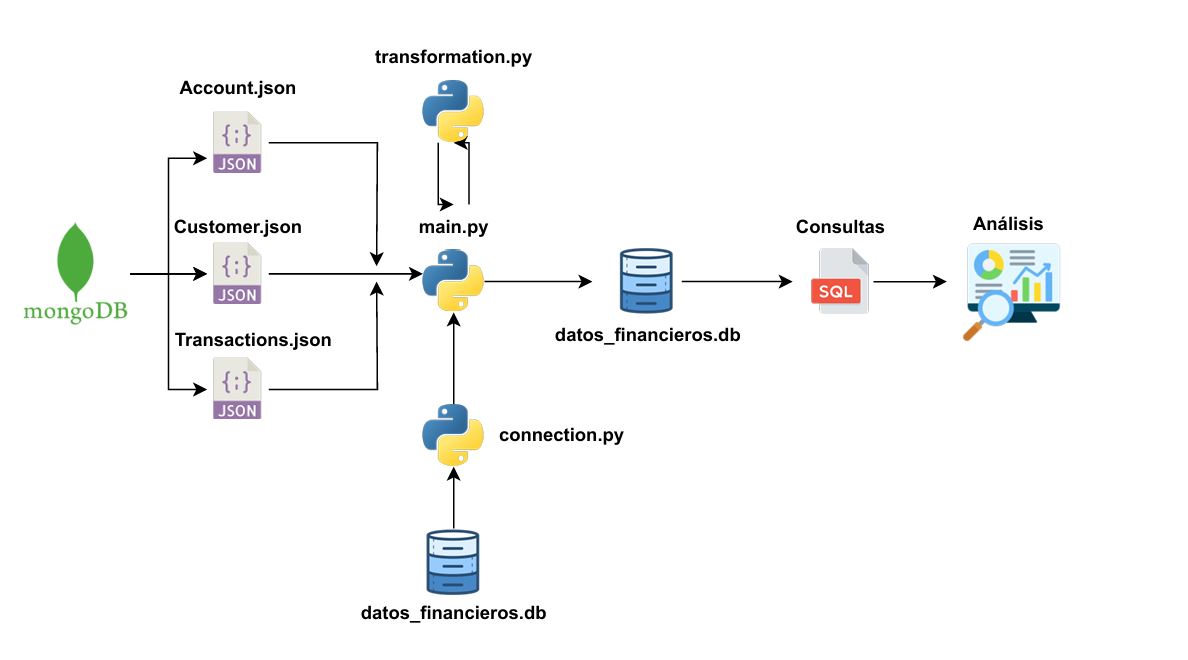 transformation.py
Account.json
{;}
JSON
Customer.json
main.py
{;}
JSON
mongoDB
Transactions.json
{;}
JSON
Consultas
SQL
Análisis
datos_financieros.db
connection.py
datos_financieros.db